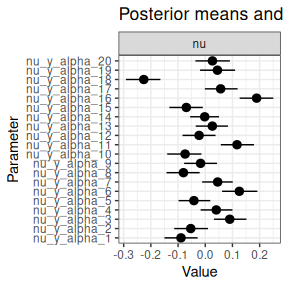 Posterior means and
nu
nu_y_alpha_20
nu_y_alpha_19
nu_y_alpha_18
nu_y_alpha_17
nu_y_alpha_16
nu_y_alpha_15
nu_y_alpha_14
nu_y_alpha_13
nu_y_alpha_12
nu_y_alpha_11
nu_y_alpha_10
nu_y_alpha_9
nu_y_alpha_8
nu_y_alpha_7
nu_y_alpha_6
nu_y_alpha_5
nu_y_alpha_4
nu_y_alpha_3
nu_y_alpha_2
nu_y_alpha_1
Parameter
-0.3 -0.2 -0.1 0.0 0.1 0.2
Value